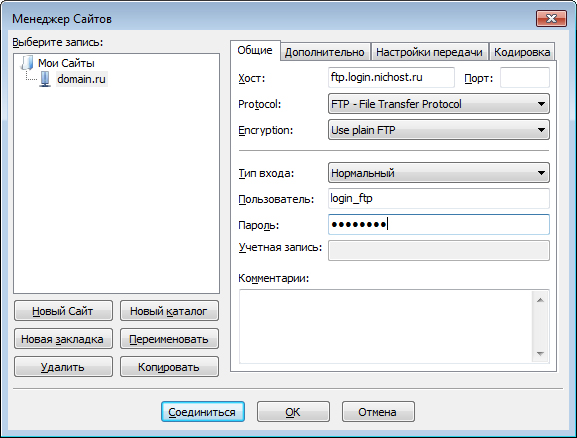 Менеджер Сайтов
Выберите запись:
Мои Сайты
domain.ru
Новый Сайт
Новый каталог
Новая закладка
Переименовать
Удалить
Копировать
Общие
Дополнительно
Настройки передачи
Кодировка
Хост: ftp.login.nichost.ru Порт:
Protocol: FTP - File Transfer Protocol
Encryption: Use plain FTP
Тип входа: Нормальный
Пользователь: login_ftp
Пароль: ●●●●●●●●
Учетная запись:
Комментарии:
Соединиться
OK
Отмена